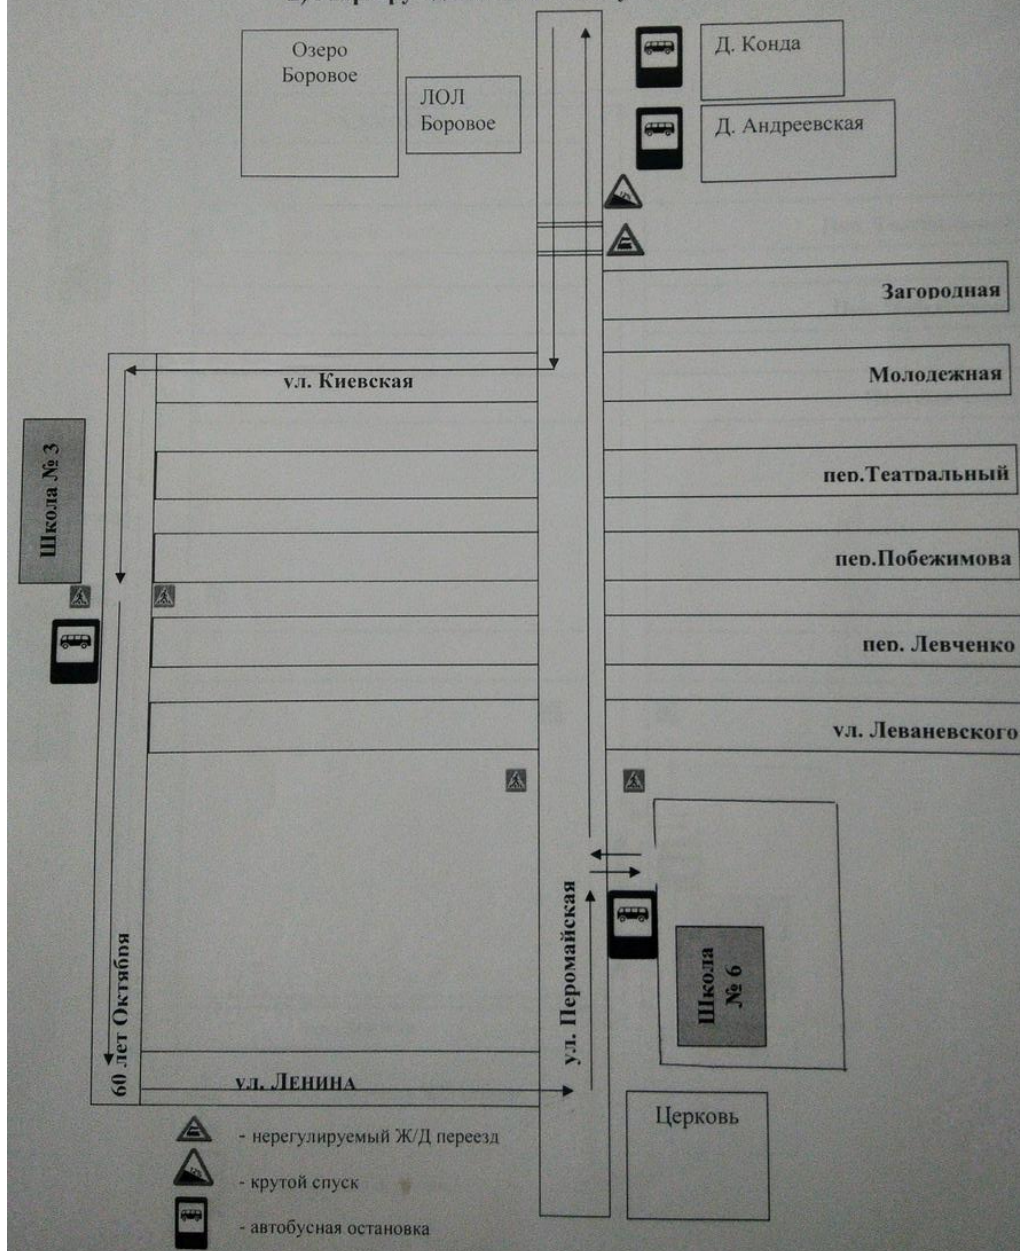 Озеро
Боровое
ЛОЛ
Боровое
Д. Конда
Д. Андреевская
Загородная
Молодежная
ул. Киевская
Школа № 3
пер.Театральный
пер.Побежимова
пер. Левченко
ул. Леваневского
60 лет Октября
ул. Перомайская
Школа
№ 6
ул. ЛЕНИНА
Церковь
- нерегулируемый Ж/Д переезд
- крутой спуск
- автобусная остановка